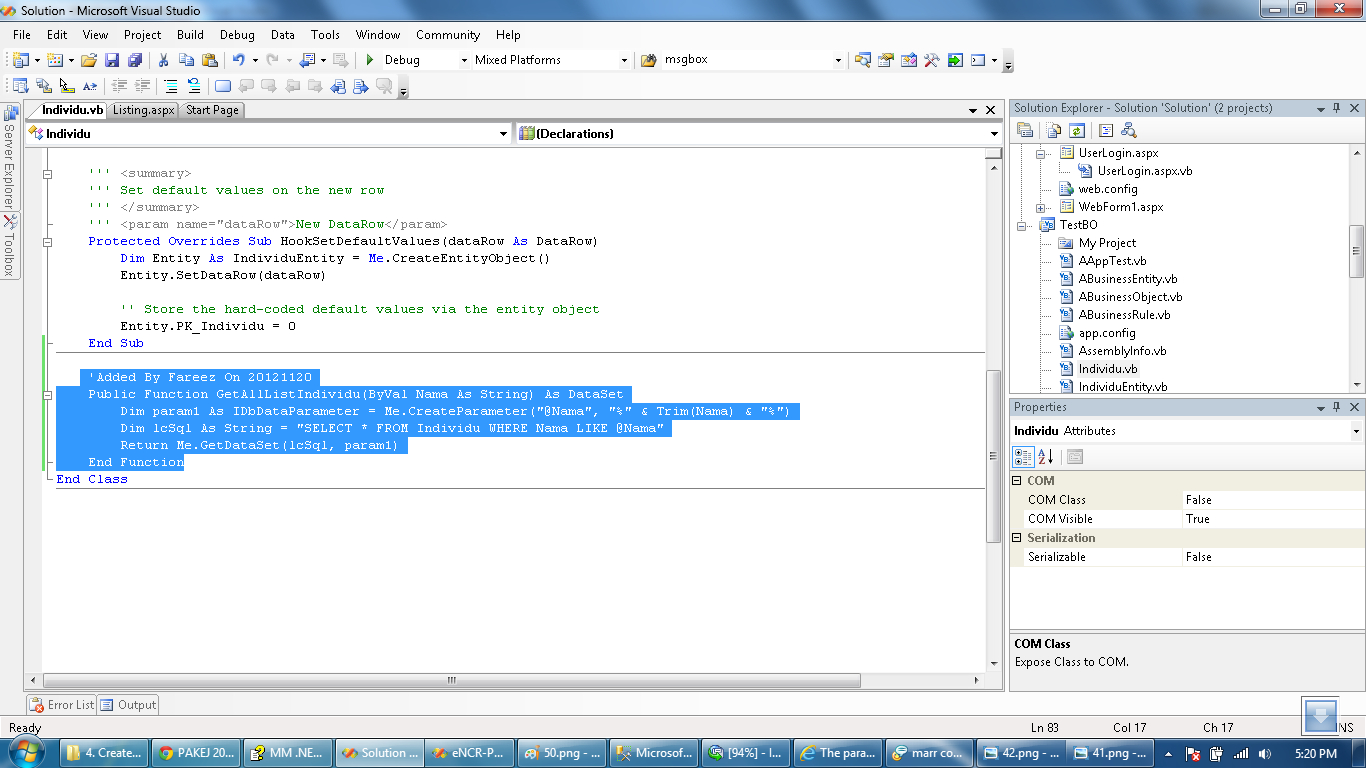 Solution - Microsoft Visual Studio
File Edit View Project Build Debug Data Tools Window Community Help
Debug Mixed Platforms msgbox
Individu.vb Listing.aspx Start Page
Individu (Declarations)
Server Explorer
Toolbox
''' <summary>
''' Set default values on the new row
''' </summary>
''' <param name="dataRow">New DataRow</param>
Protected Overrides Sub HookSetDefaultValues(dataRow As DataRow)
Dim Entity As IndividuEntity = Me.CreateEntityObject()
Entity.SetDataRow(dataRow)
'' Store the hard-coded default values via the entity object
Entity.PK_Individu = 0
End Sub
'Added By Fareez On 20121120
Public Function GetAllListIndividu(ByVal Nama As String) As DataSet
Dim param1 As IDbDataParameter = Me.CreateParameter("@Nama", "%" & Trim(Nama) & "%")
Dim lcSql As String = "SELECT * FROM Individu WHERE Nama LIKE @Nama"
Return Me.GetDataSet(lcSql, param1)
End Function
End Class
Solution Explorer - Solution 'Solution' (2 projects)
UserLogin.aspx
UserLogin.aspx.vb
web.config
WebForm1.aspx
TestBO
My Project
AAppTest.vb
ABusinessEntity.vb
ABusinessObject.vb
ABusinessRule.vb
app.config
AssemblyInfo.vb
Individu.vb
IndividuEntity.vb
Properties
Individu Attributes
COM
COM Class False
COM Visible True
Serialization
Serializable False
COM Class
Expose Class to COM.
Error List Output
Ready Ln 83 Col 17 Ch 17 INS
4. Create... PAKEJ 20... MM .NE... Solution ... eNCR-P... 50.png - ... Microsof... [94%] - I... The para... marr co... 42.png - ... 41.png -... 5:20 PM